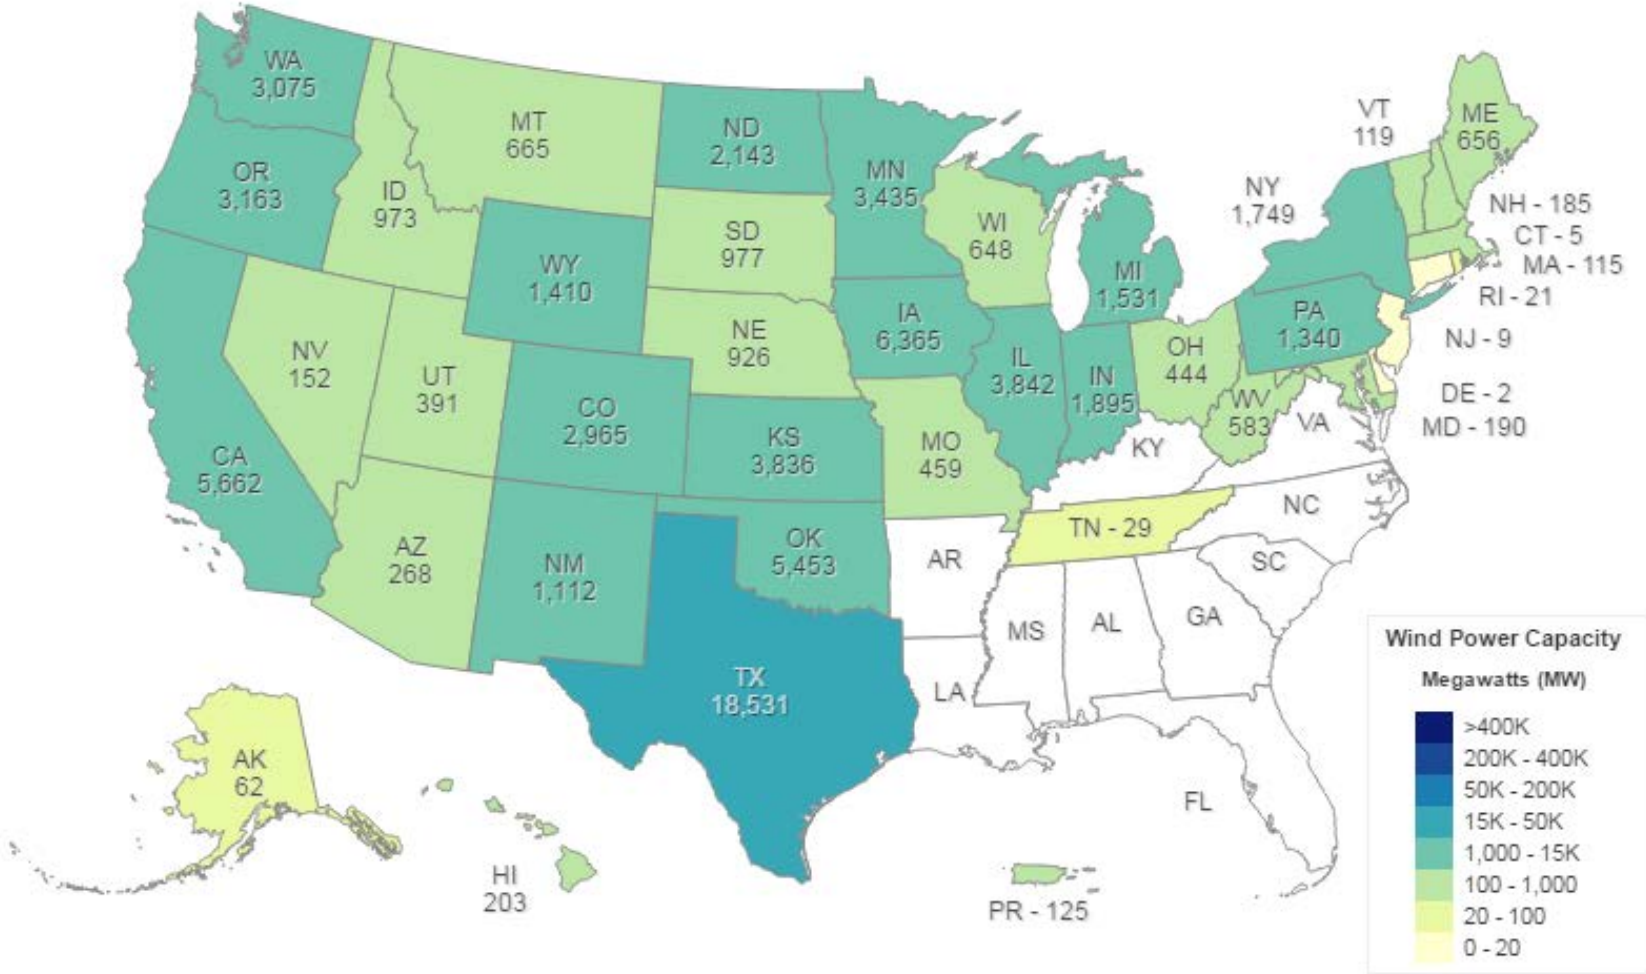 WA
3,075
MT
665
ND
2,143
MN
3,435
VT
119
ME
656
OR
3,163
ID
973
SD
977
WI
648
NY
1,749
NH - 185
CT - 5
MA - 115
RI - 21
WY
1,410
MI
1,531
NE
926
IA
6,365
PA
1,340
NJ - 9
NV
152
UT
391
IL
3,842
IN
1,895
OH
444
DE - 2
MD - 190
CO
2,965
KS
3,836
MO
459
WV
583
VA
KY
CA
5,662
AZ
268
NM
1,112
OK
5,453
AR
TN - 29
NC
SC
MS
AL
GA
TX
18,531
LA
FL
AK
62
HI
203
PR - 125
Wind Power Capacity
Megawatts (MW)
>400K
200K - 400K
50K - 200K
15K - 50K
1,000 - 15K
100 - 1,000
20 - 100
0 - 20